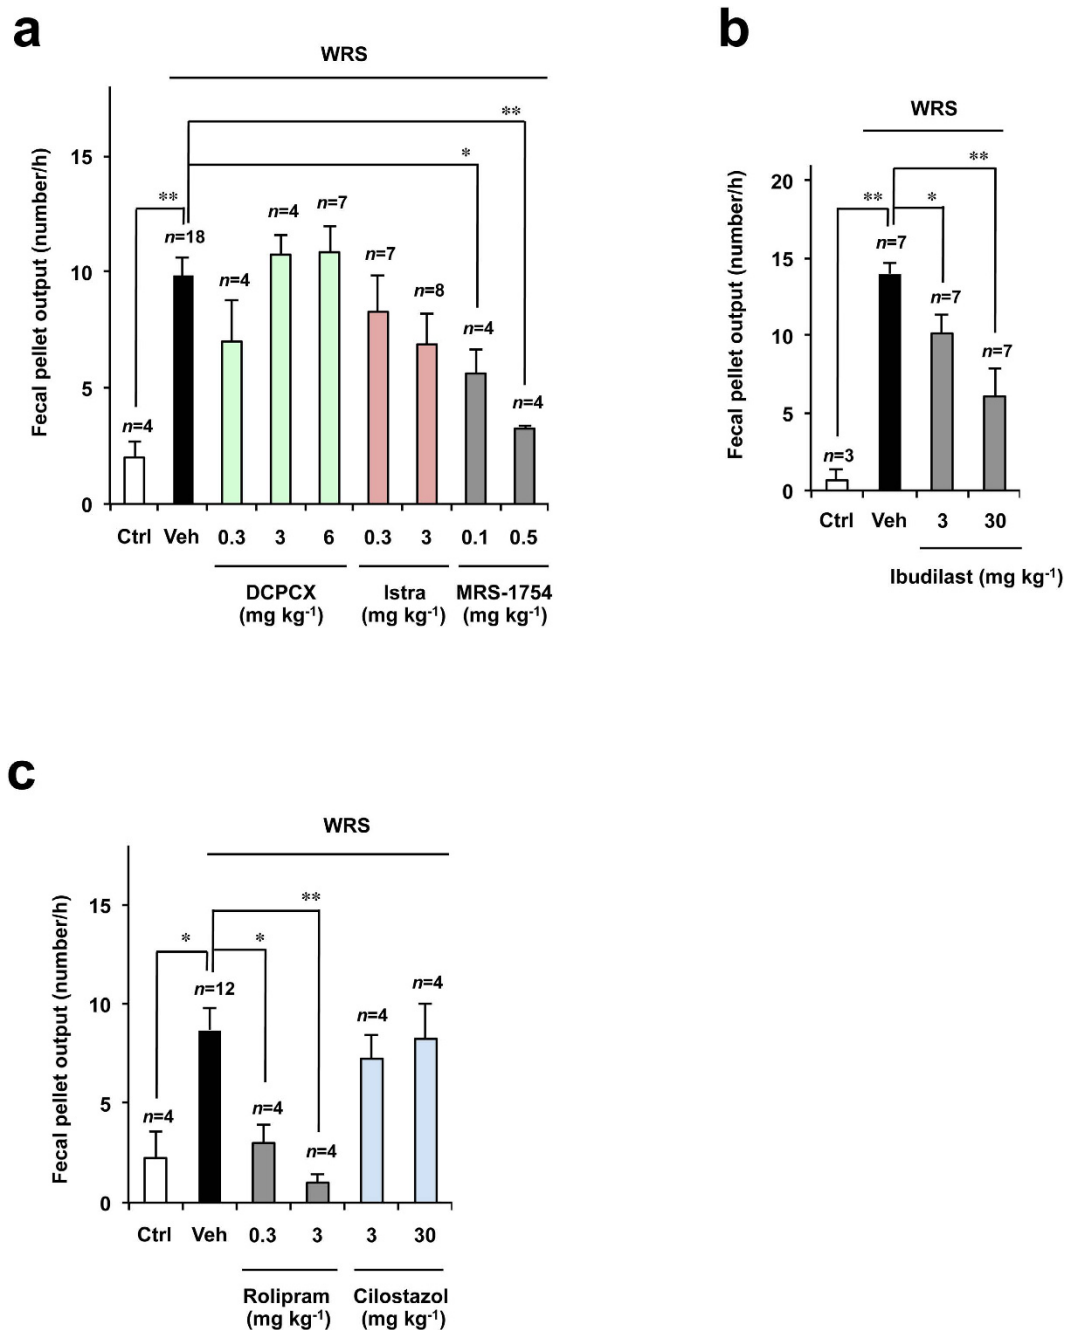 a
WRS
Fecal pellet output (number/h)
15
10
5
0
**
*
**
n=4
n=18
n=4
n=4
n=7
n=7
n=8
n=4
n=4
Ctrl Veh 0.3 3 6 0.3 3 0.1 0.5
DCPCX Istra MRS-1754
(mg kg-1) (mg kg-1) (mg kg-1)
b
WRS
Fecal pellet output (number/h)
20
15
10
5
0
**
*
**
n=3
n=7
n=7
n=7
Ctrl Veh 3 30
Ibudilast (mg kg-1)
c
WRS
Fecal pellet output (number/h)
15
10
5
0
*
*
**
n=4
n=12
n=4
n=4
n=4
n=4
Ctrl Veh 0.3 3 3 30
Rolipram Cilostazol
(mg kg-1) (mg kg-1)